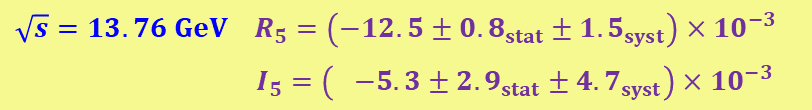 √s = 13.76 GeV R₅ = (−12.5 ± 0.8stat ± 1.5syst) × 10⁻³
I₅ = ( −5.3 ± 2.9stat ± 4.7syst) × 10⁻³